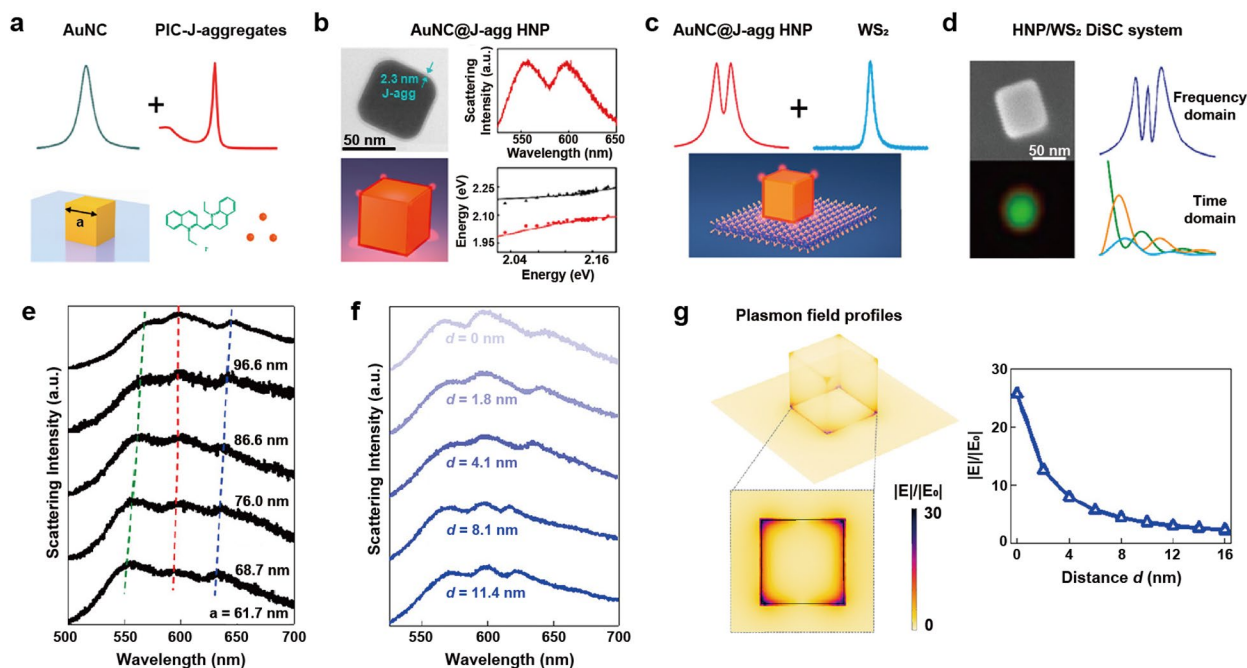 a
AuNC
PIC-J-aggregates
+
a
b
AuNC@J-agg HNP
2.3 nm
J-agg
50 nm
Scattering
Intensity (a.u.)
550
600
650
Wavelength (nm)
Energy
(eV)
2.25
2.10
1.95
2.04
2.16
Energy (eV)
c
AuNC@J-agg HNP
WS₂
+
d
HNP/WS₂ DiSC system
50 nm
Frequency
domain
Time
domain
e
Scattering Intensity (a.u.)
96.6 nm
86.6 nm
76.0 nm
68.7 nm
a = 61.7 nm
500
550
600
650
700
Wavelength (nm)
f
Scattering Intensity (a.u.)
d = 0 nm
d = 1.8 nm
d = 4.1 nm
d = 8.1 nm
d = 11.4 nm
550
600
650
700
Wavelength (nm)
g
Plasmon field profiles
|E|/|E₀|
30
0
|E|/|E₀|
30
20
10
0
0
4
8
12
16
Distance d (nm)